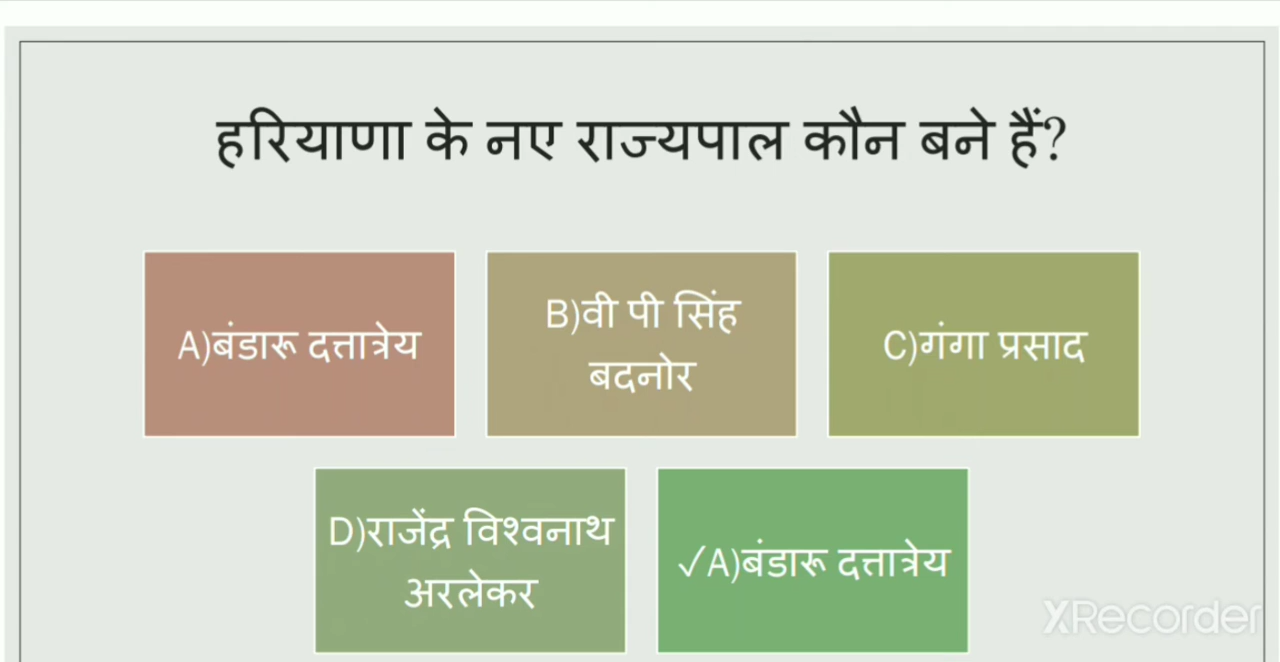 हरियाणा के नए राज्यपाल कौन बने हैं?
A)बंडारू दत्तात्रेय
B)वी पी सिंह
बदनोर
C)गंगा प्रसाद
D)राजेंद्र विश्वनाथ
अरलेकर
✓A)बंडारू दत्तात्रेय
XRecorder